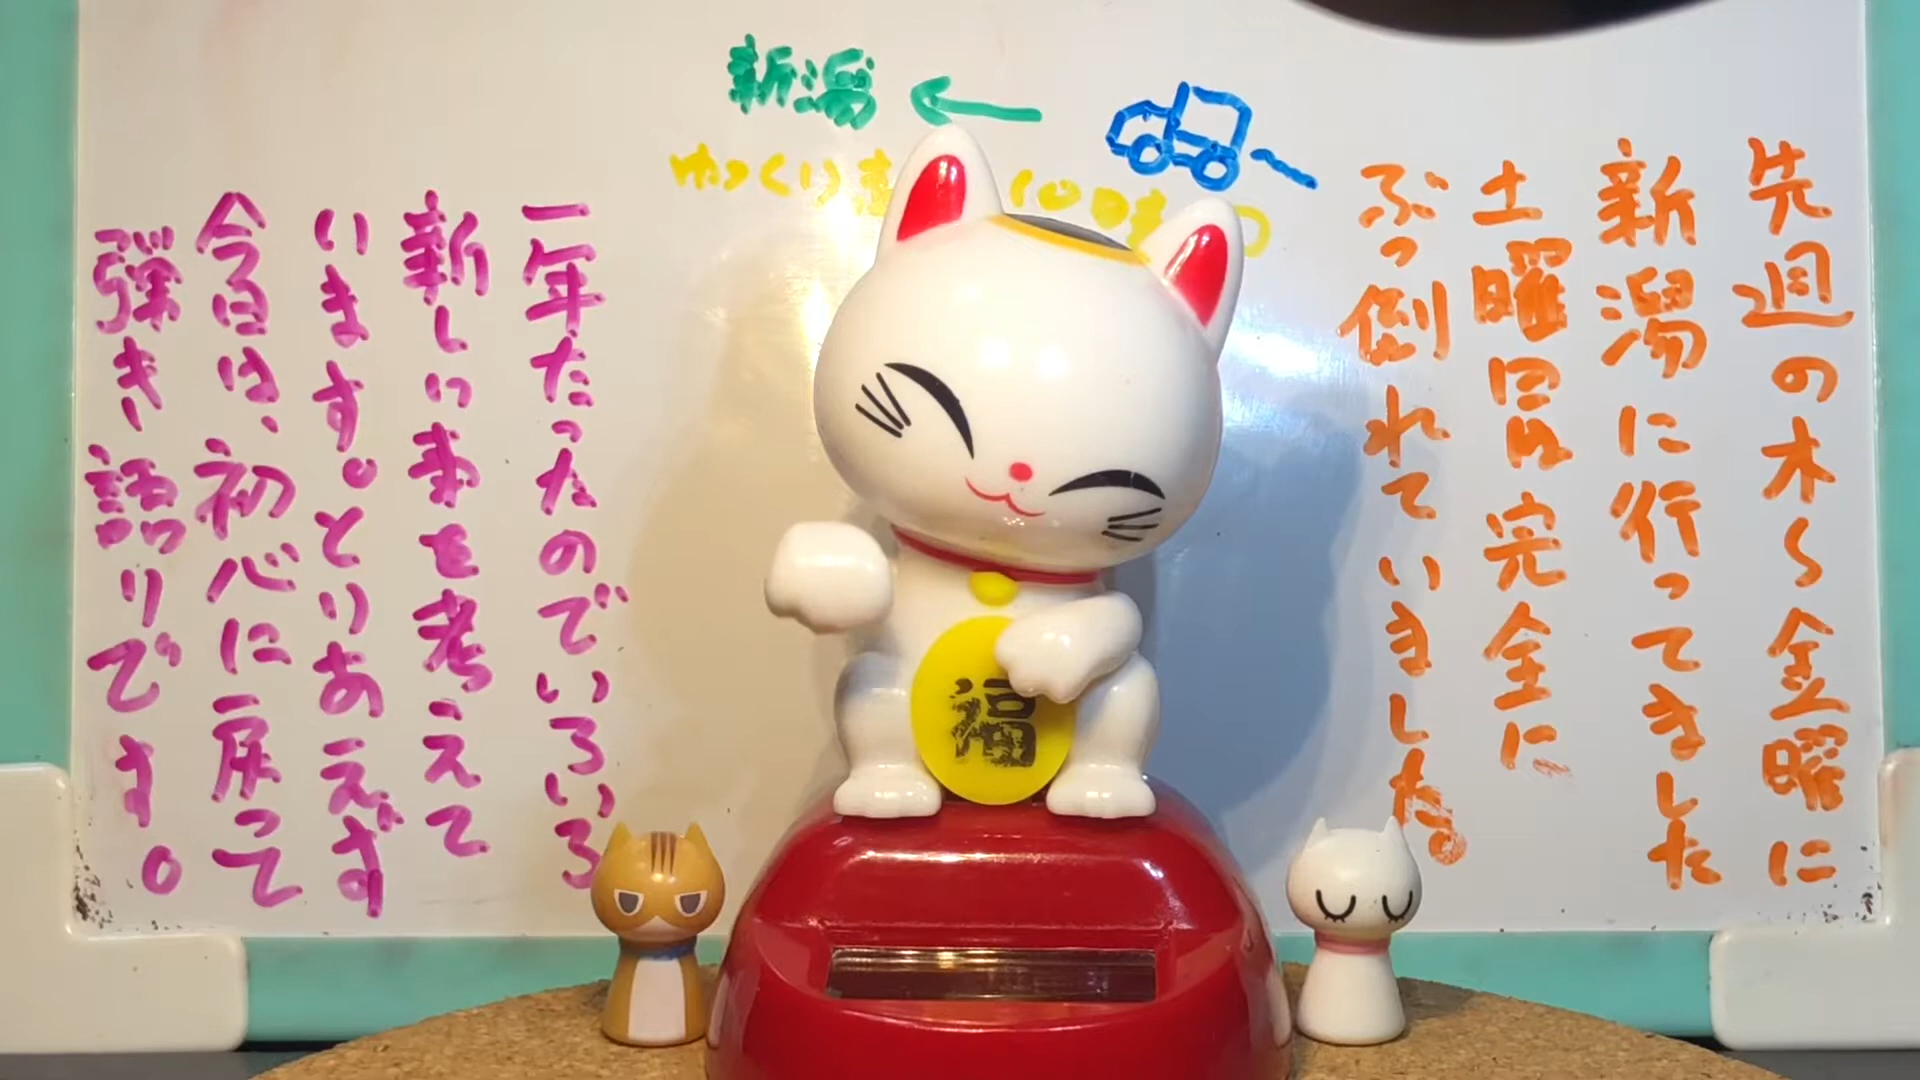 新潟 ←
ゆっくり
先週の木〜金曜に
新潟に行ってきました
土曜日は完全に
ぶっ倒れていました。
一年たったのでいろいろ
新しい事を考えて
います。とりあえず
今日は、初心に戻って
弾き語りです。
福